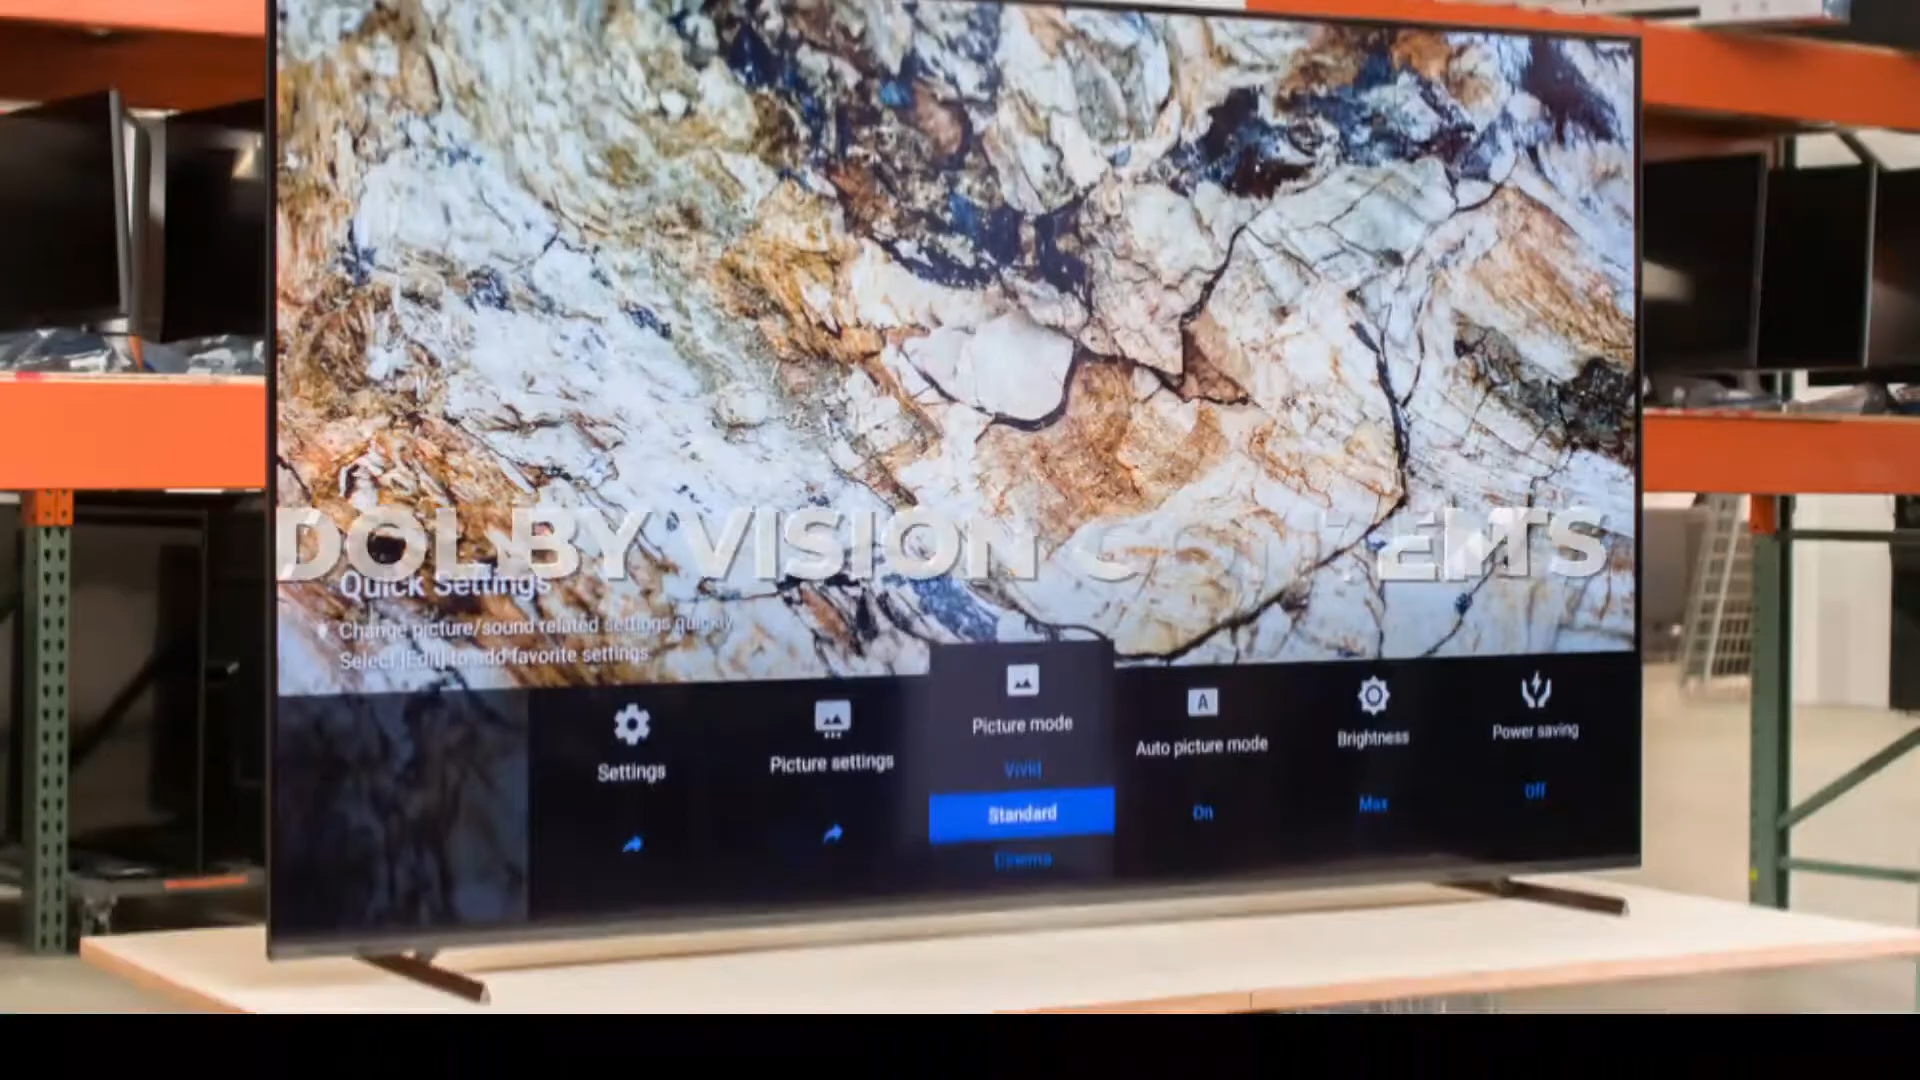 DOLBY VISION
Quick Settings
Change picture/sound related settings quickly
Select [Edit] to add favorite settings
Settings
Picture settings
Picture mode
Vivid
Standard
Cinema
A
Auto picture mode
On
Brightness
Max
Power saving
Off